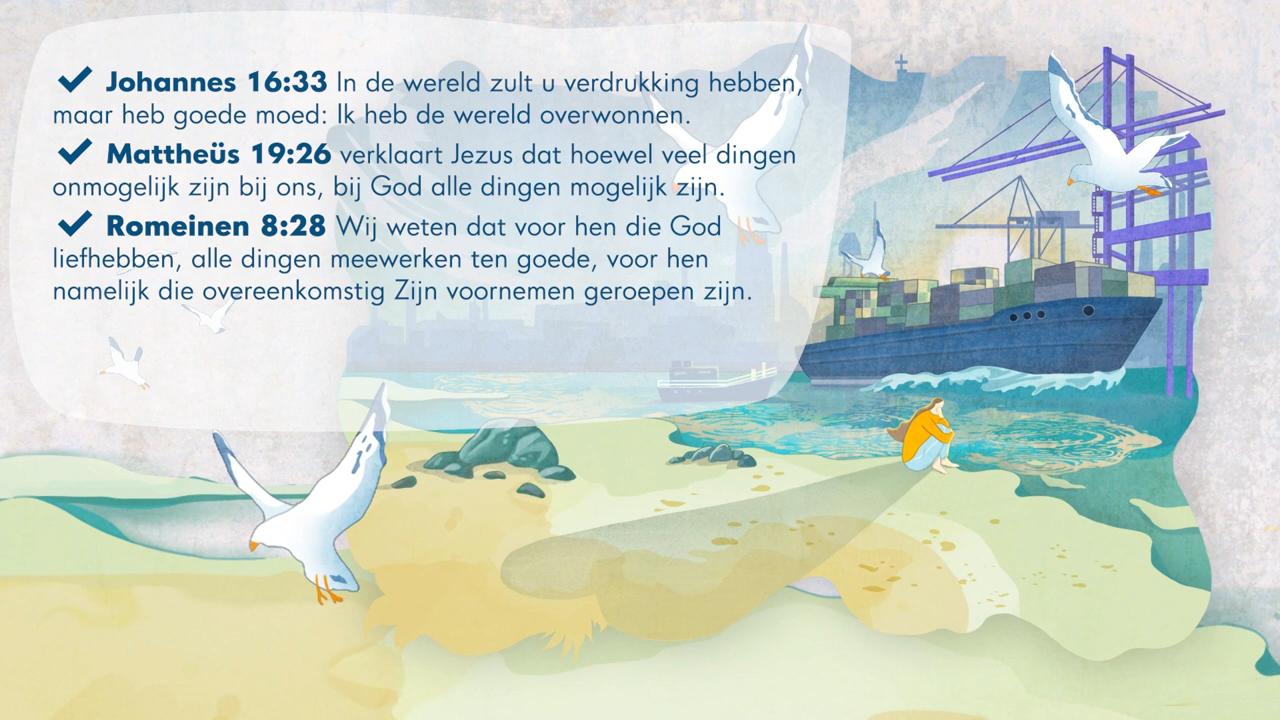 ✔ Johannes 16:33 In de wereld zult u verdrukking hebben,
maar heb goede moed: Ik heb de wereld overwonnen.
✔ Mattheüs 19:26 verklaart Jezus dat hoewel veel dingen
onmogelijk zijn bij ons, bij God alle dingen mogelijk zijn.
✔ Romeinen 8:28 Wij weten dat voor hen die God
liefhebben, alle dingen meewerken ten goede, voor hen
namelijk die overeenkomstig Zijn voornemen geroepen zijn.